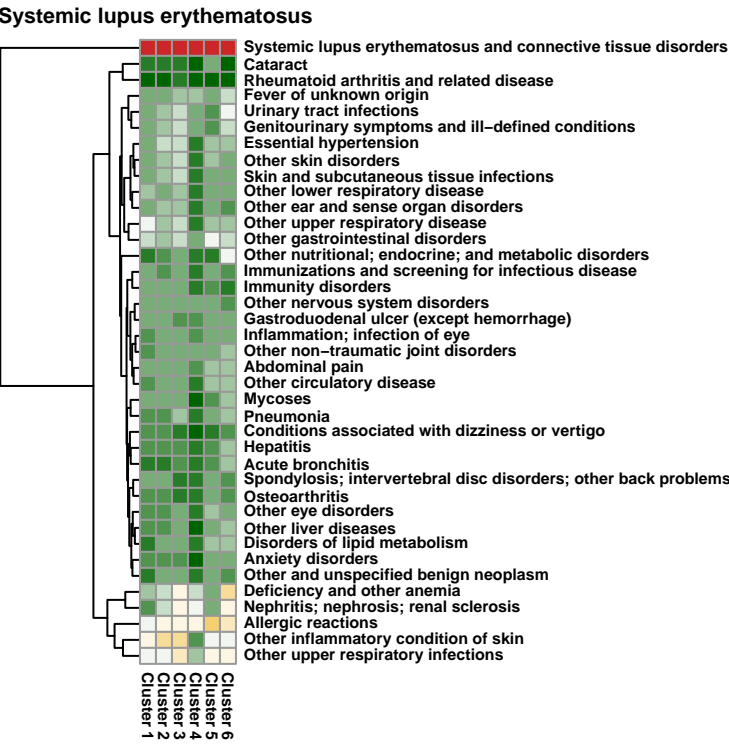 Systemic lupus erythematosus
Systemic lupus erythematosus and connective tissue disorders
Cataract
Rheumatoid arthritis and related disease
Fever of unknown origin
Urinary tract infections
Genitourinary symptoms and ill−defined conditions
Essential hypertension
Other skin disorders
Skin and subcutaneous tissue infections
Other lower respiratory disease
Other ear and sense organ disorders
Other upper respiratory disease
Other gastrointestinal disorders
Other nutritional; endocrine; and metabolic disorders
Immunizations and screening for infectious disease
Immunity disorders
Other nervous system disorders
Gastroduodenal ulcer (except hemorrhage)
Inflammation; infection of eye
Other non−traumatic joint disorders
Abdominal pain
Other circulatory disease
Mycoses
Pneumonia
Conditions associated with dizziness or vertigo
Hepatitis
Acute bronchitis
Spondylosis; intervertebral disc disorders; other back problems
Osteoarthritis
Other eye disorders
Other liver diseases
Disorders of lipid metabolism
Anxiety disorders
Other and unspecified benign neoplasm
Deficiency and other anemia
Nephritis; nephrosis; renal sclerosis
Allergic reactions
Other inflammatory condition of skin
Other upper respiratory infections
Cluster 1
Cluster 2
Cluster 3
Cluster 4
Cluster 5
Cluster 6